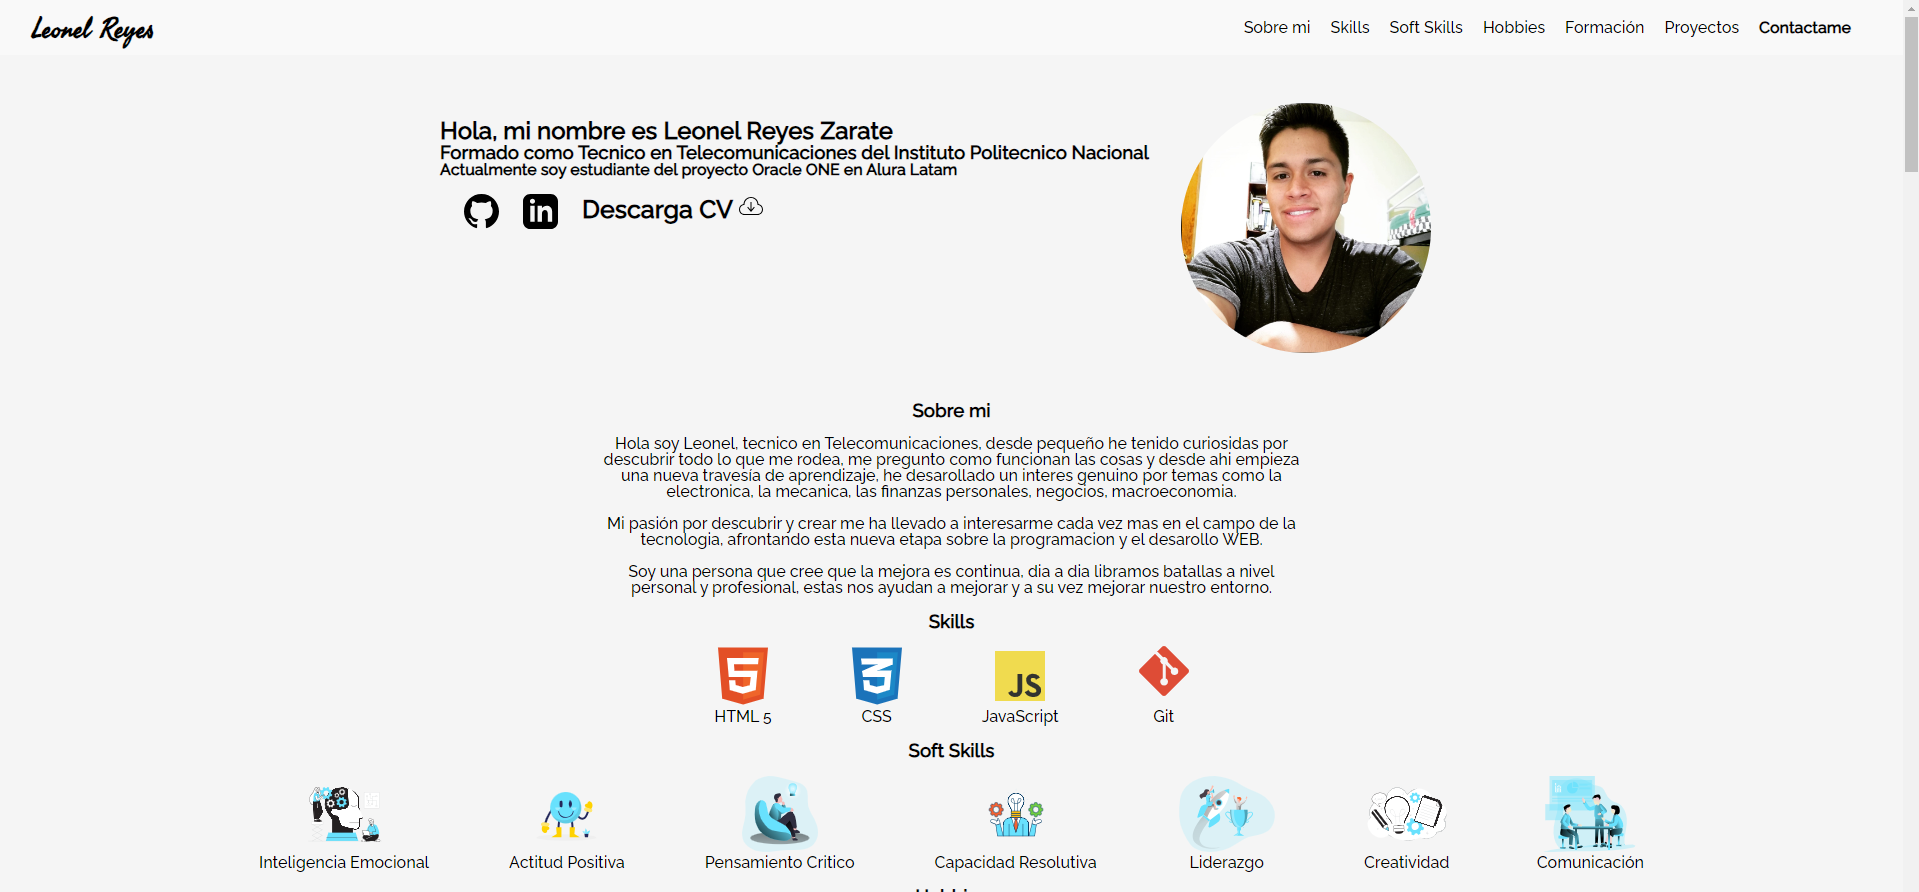 Leonel Reyes
Sobre mi
Skills
Soft Skills
Hobbies
Formación
Proyectos
Contactame
Hola, mi nombre es Leonel Reyes Zarate
Formado como Tecnico en Telecomunicaciones del Instituto Politecnico Nacional
Actualmente soy estudiante del proyecto Oracle ONE en Alura Latam
in
Descarga CV
Sobre mi
Hola soy Leonel, tecnico en Telecomunicaciones, desde pequeño he tenido curiosidas por
descubrir todo lo que me rodea, me pregunto como funcionan las cosas y desde ahi empieza
una nueva travesía de aprendizaje, he desarollado un interes genuino por temas como la
electronica, la mecanica, las finanzas personales, negocios, macroeconomia.
Mi pasión por descubrir y crear me ha llevado a interesarme cada vez mas en el campo de la
tecnologia, afrontando esta nueva etapa sobre la programacion y el desarollo WEB.
Soy una persona que cree que la mejora es continua, dia a dia libramos batallas a nivel
personal y profesional, estas nos ayudan a mejorar y a su vez mejorar nuestro entorno.
Skills
5
3
JS
HTML 5
CSS
JavaScript
Git
Soft Skills
Inteligencia Emocional
Actitud Positiva
Pensamiento Critico
Capacidad Resolutiva
Liderazgo
Creatividad
Comunicación